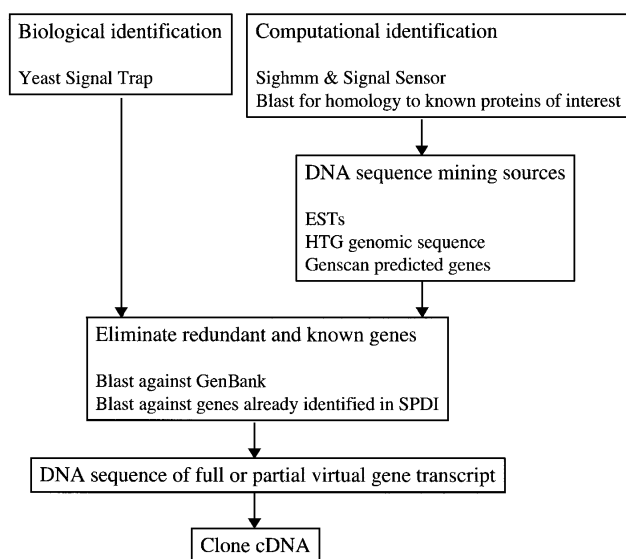 Biological identification
Yeast Signal Trap
Computational identification
Sighmm & Signal Sensor
Blast for homology to known proteins of interest
DNA sequence mining sources
ESTs
HTG genomic sequence
Genscan predicted genes
Eliminate redundant and known genes
Blast against GenBank
Blast against genes already identified in SPDI
DNA sequence of full or partial virtual gene transcript
Clone cDNA